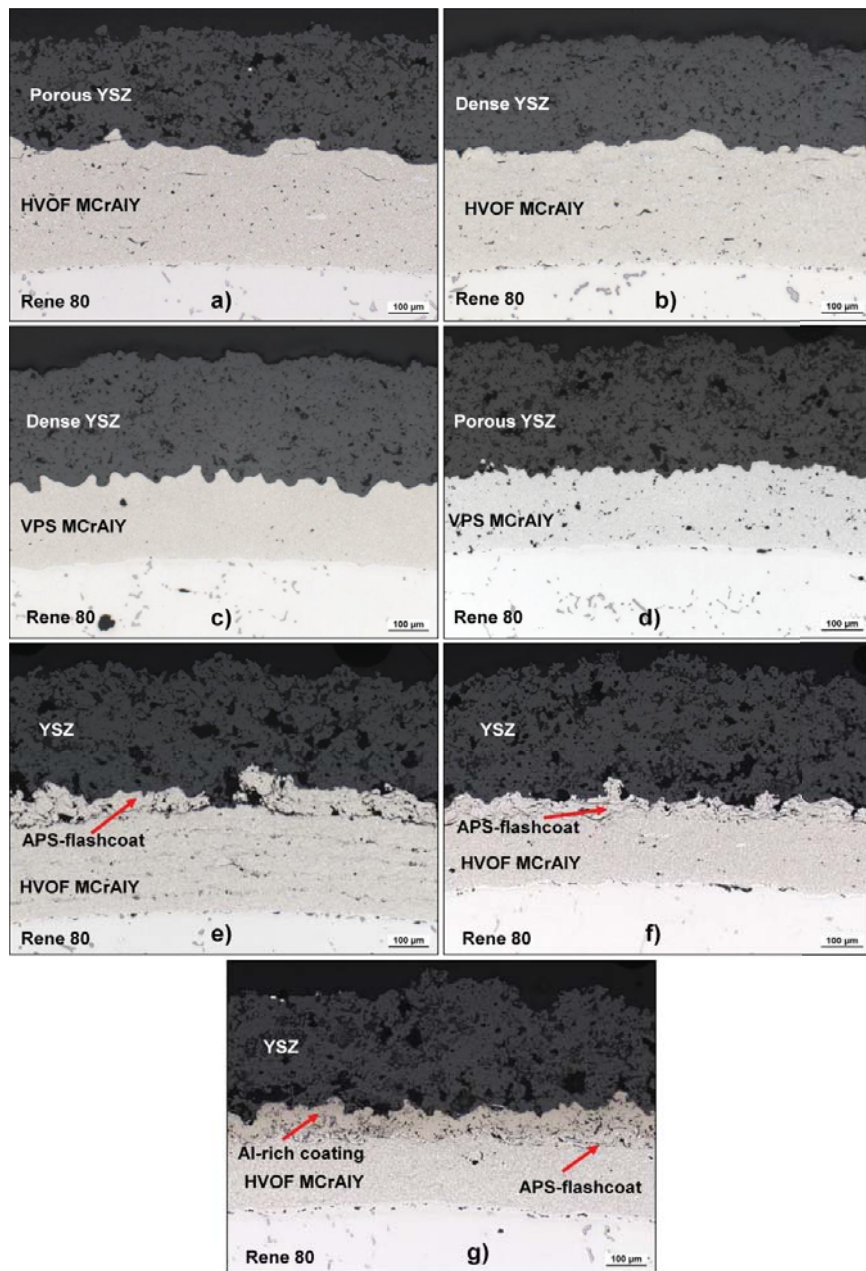 Porous YSZ
HVOF MCrAlY
Rene 80
a)
100 µm
Dense YSZ
HVOF MCrAlY
Rene 80
b)
100 µm
Dense YSZ
VPS MCrAlY
Rene 80
c)
100 µm
Porous YSZ
VPS MCrAlY
Rene 80
d)
100 µm
YSZ
APS-flashcoat
HVOF MCrAlY
Rene 80
e)
100 µm
YSZ
APS-flashcoat
HVOF MCrAlY
Rene 80
f)
100 µm
YSZ
Al-rich coating
HVOF MCrAlY
APS-flashcoat
Rene 80
g)
100 µm